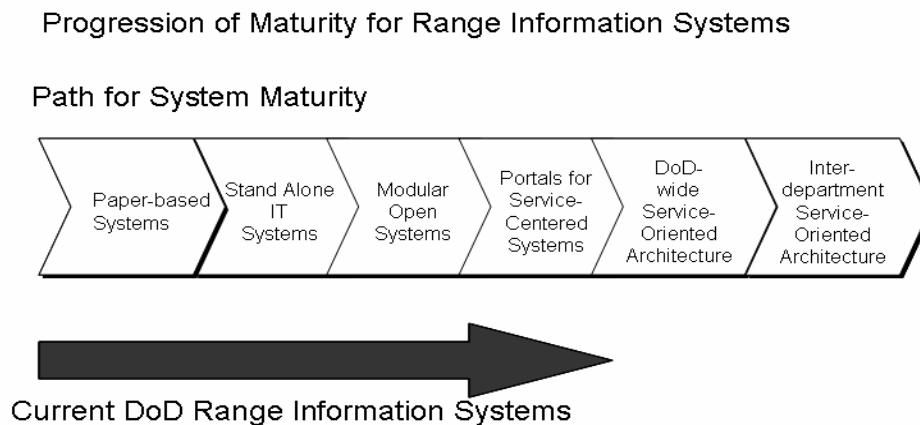 Progression of Maturity for Range Information Systems
Path for System Maturity
Paper-based
Systems
Stand Alone
IT
Systems
Modular
Open
Systems
Portals for
Service-
Centered
Systems
DoD-
wide
Service-
Oriented
Architecture
Inter-
department
Service-
Oriented
Architecture
Current DoD Range Information Systems